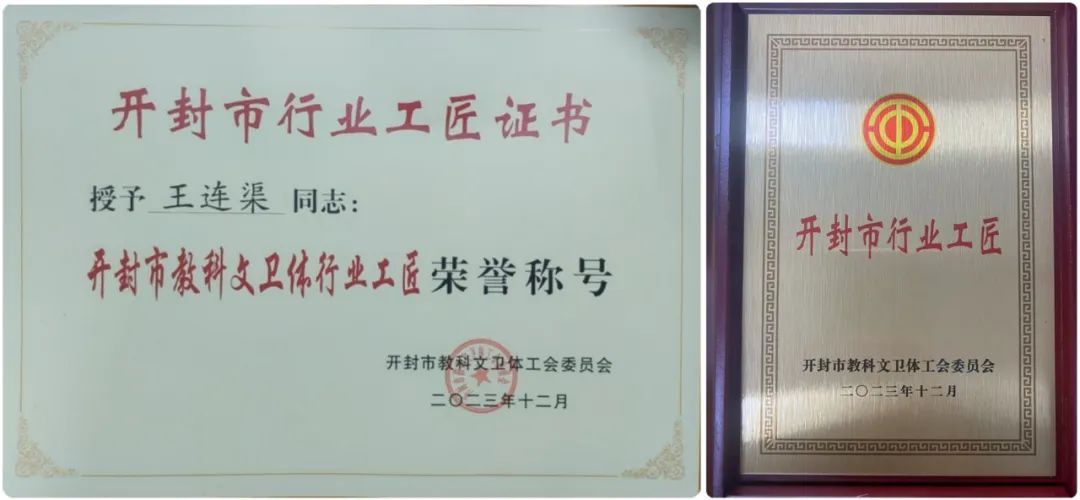 开封市行业工匠证书
授予 王连渠 同志：
开封市教科文卫体行业工匠荣誉称号
开封市教科文卫体工会委员会
二〇二三年十二月
开封市行业工匠
开封市教科文卫体工会委员会
二〇二三年十二月